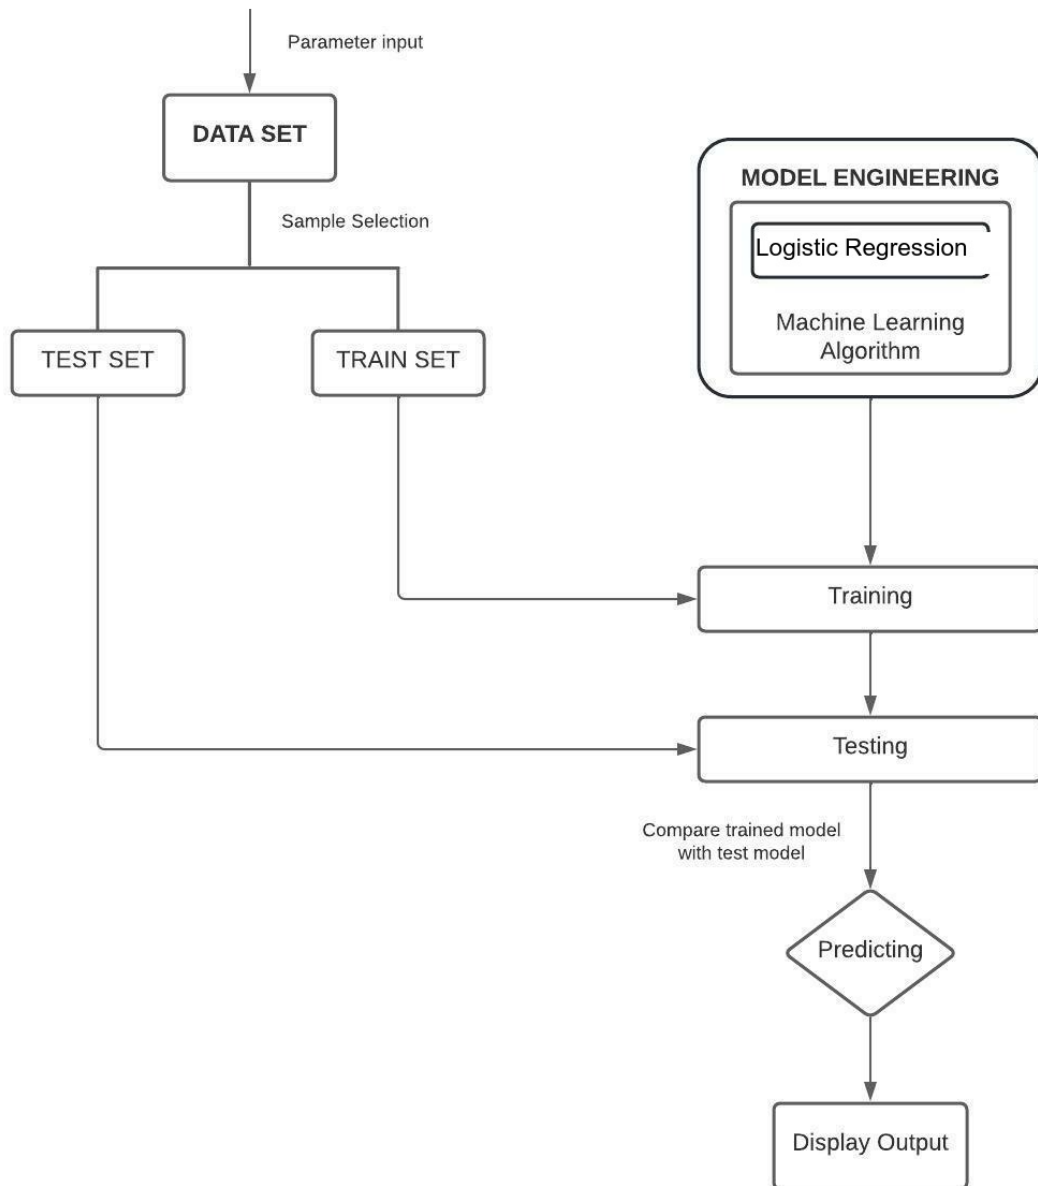 Parameter input
DATA SET
Sample Selection
TEST SET
TRAIN SET
MODEL ENGINEERING
Logistic Regression
Machine Learning
Algorithm
Training
Testing
Compare trained model
with test model
Predicting
Display Output